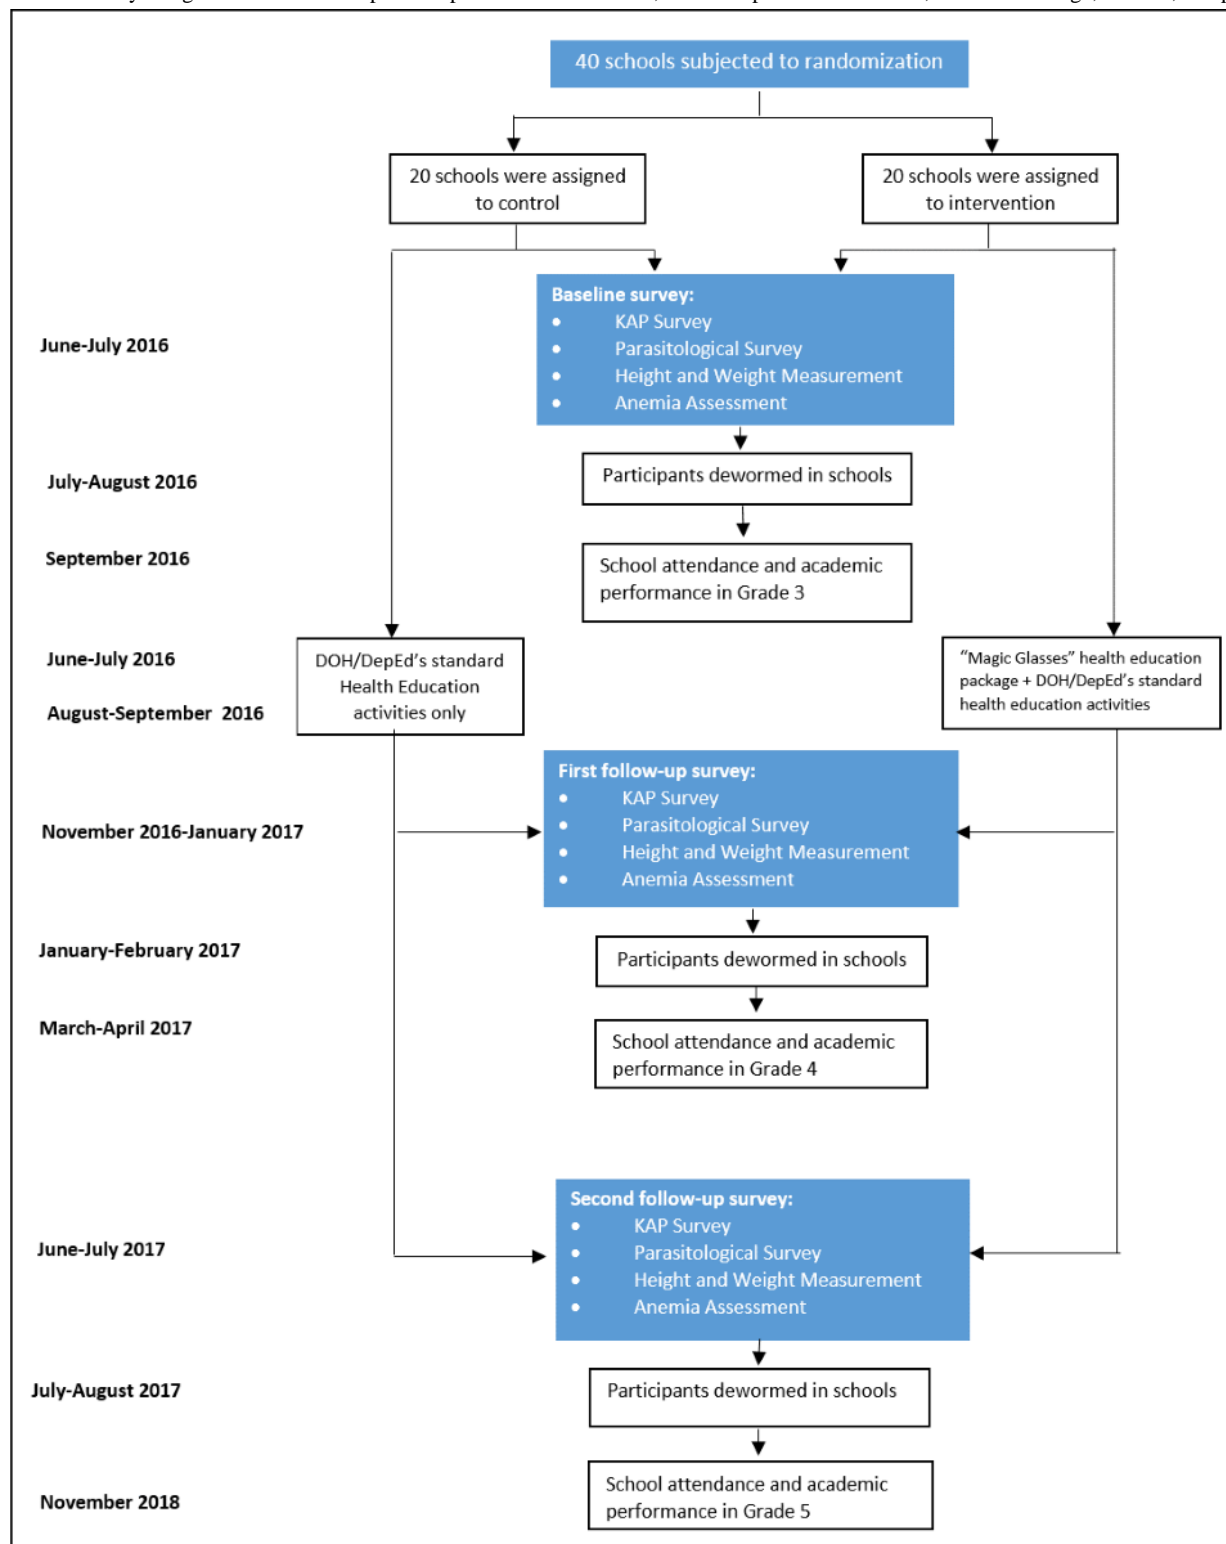 40 schools subjected to randomization
20 schools were assigned
to control
20 schools were assigned
to intervention
June-July 2016
Baseline survey:
• KAP Survey
• Parasitological Survey
• Height and Weight Measurement
• Anemia Assessment
July-August 2016
Participants dewormed in schools
September 2016
School attendance and academic
performance in Grade 3
June-July 2016
August-September 2016
DOH/DepEd's standard
Health Education
activities only
“Magic Glasses” health education
package + DOH/DepEd's standard
health education activities
November 2016-January 2017
First follow-up survey:
• KAP Survey
• Parasitological Survey
• Height and Weight Measurement
• Anemia Assessment
January-February 2017
Participants dewormed in schools
March-April 2017
School attendance and academic
performance in Grade 4
June-July 2017
Second follow-up survey:
• KAP Survey
• Parasitological Survey
• Height and Weight Measurement
• Anemia Assessment
July-August 2017
Participants dewormed in schools
November 2018
School attendance and academic
performance in Grade 5